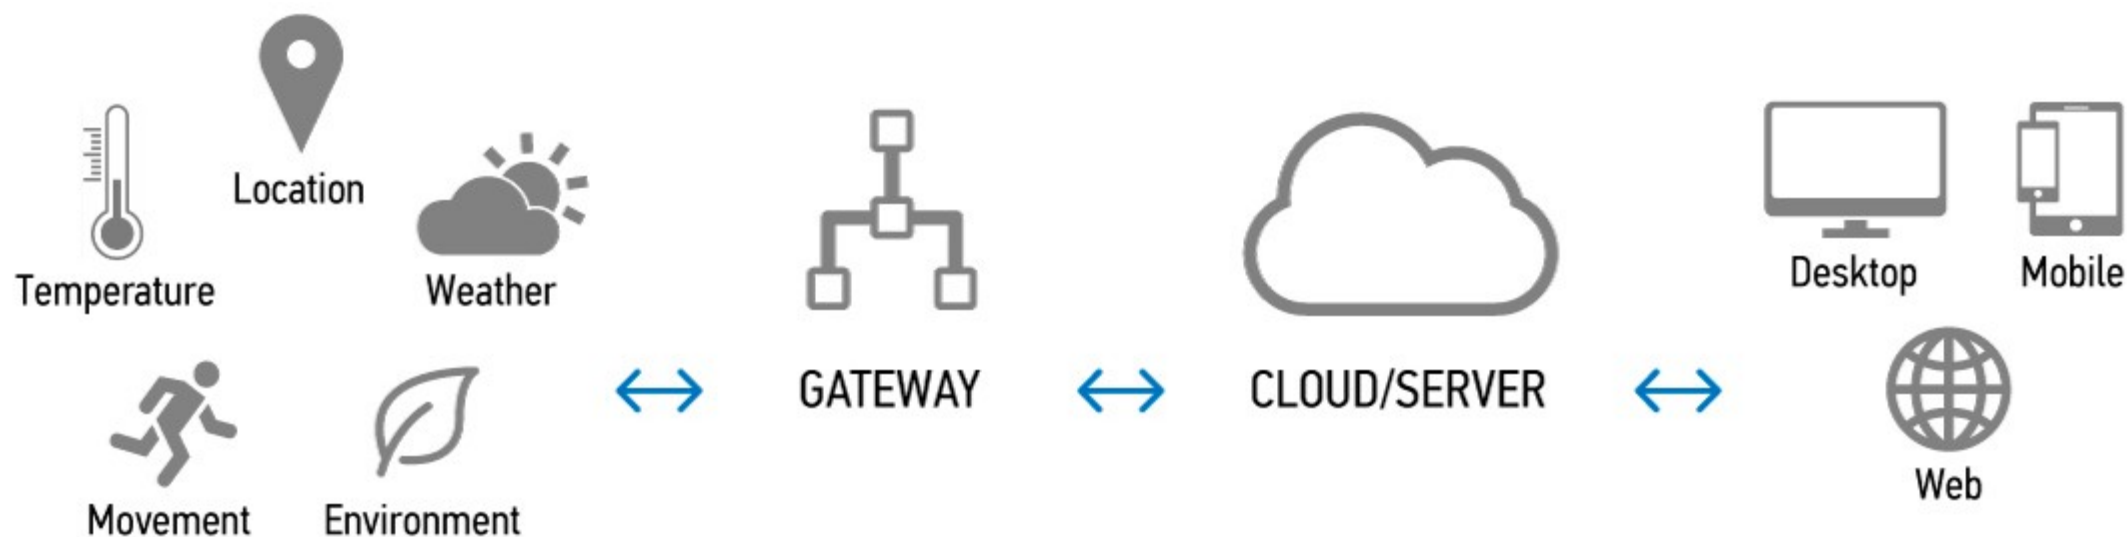 Location
Temperature
Weather
Movement
Environment
GATEWAY
CLOUD/SERVER
Desktop
Mobile
Web